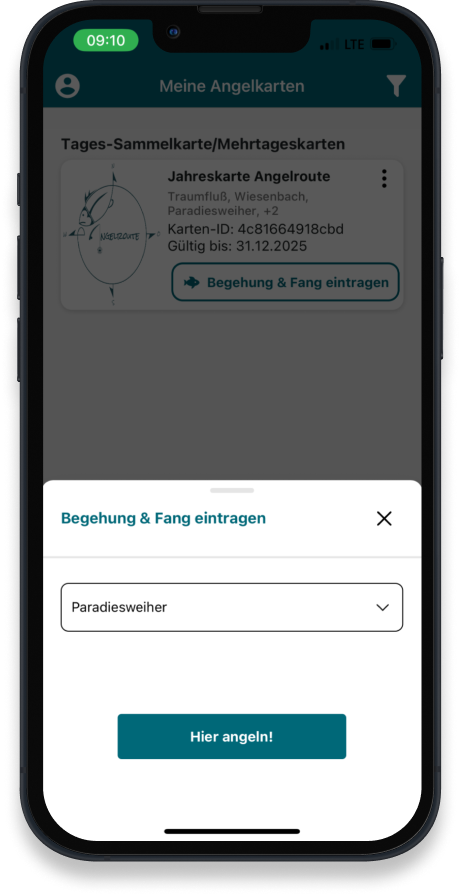 09:10
LTE
Meine Angelkarten
Tages-Sammelkarte/Mehrtageskarten
Jahreskarte Angelroute
Traumfluß, Wiesenbach,
Paradiesweiher, +2
ANGELROUTE
Karten-ID: 4c81664918cbd
Gültig bis: 31.12.2025
Begehung & Fang eintragen
Begehung & Fang eintragen
Paradiesweiher
Hier angeln!